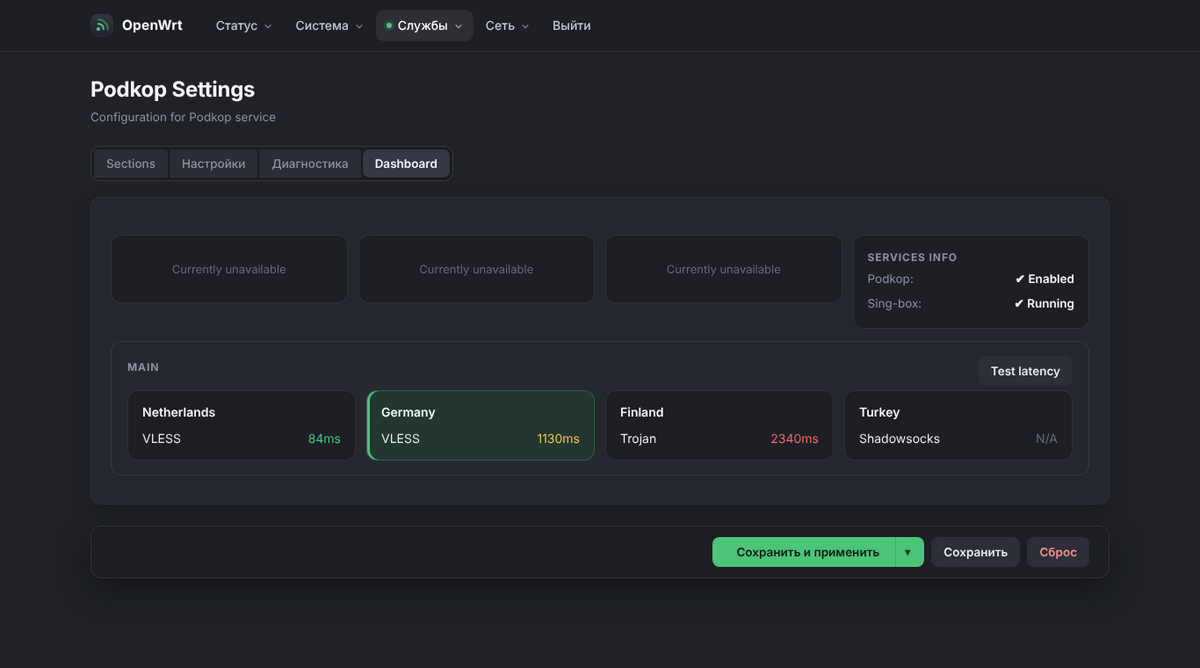 OpenWrt Статус Система Службы Сеть Выйти
Podkop Settings
Configuration for Podkop service
Sections Настройки Диагностика Dashboard
Currently unavailable Currently unavailable Currently unavailable
SERVICES INFO
Podkop: ✔ Enabled
Sing-box: ✔ Running
MAIN
Test latency
Netherlands
VLESS 84ms
Germany
VLESS 1130ms
Finland
Trojan 2340ms
Turkey
Shadowsocks N/A
Сохранить и применить ▼ Сохранить Сброс